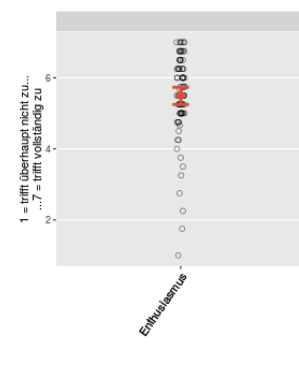 1 = trifft überhaupt nicht zu...
...7 = trifft vollständig zu
6
4
2
Enthusiasmus